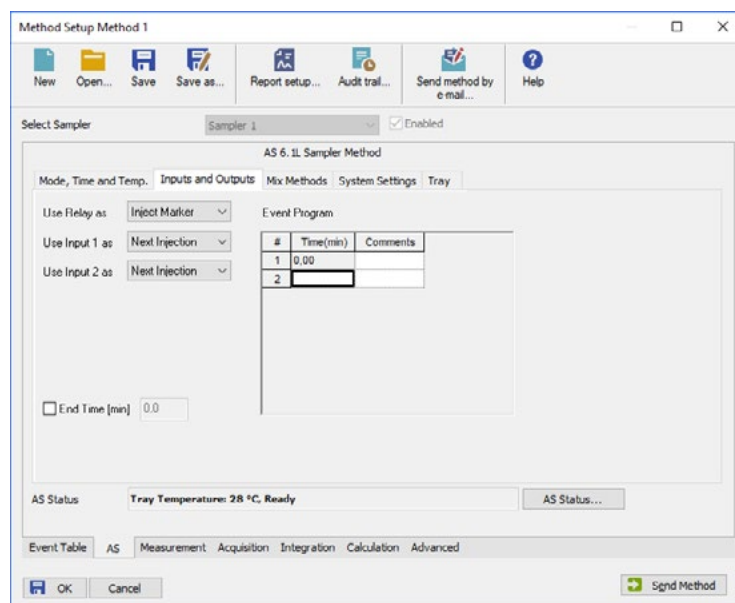 Method Setup Method 1
New Open... Save Save as... Report setup... Audit trail... Send method by e-mail... Help
Select Sampler Sampler 1 Enabled
AS 6.1L Sampler Method
Mode, Time and Temp. Inputs and Outputs Mix Methods System Settings Tray
Use Relay as Inject Marker Event Program
Use Input 1 as Next Injection # Time(min) Comments
1 0,00
Use Input 2 as Next Injection 2
End Time [min] 0.0
AS Status Tray Temperature: 28 °C, Ready AS Status...
Event Table AS Measurement Acquisition Integration Calculation Advanced
OK Cancel Send Method